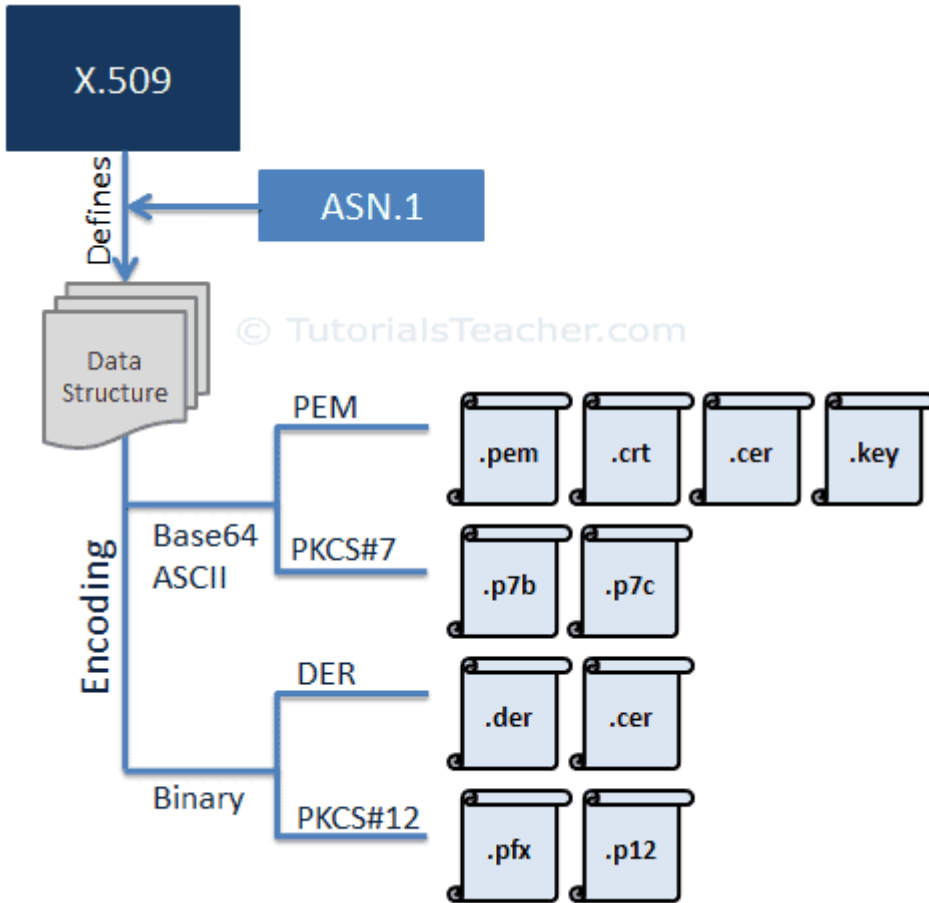 X.509
Defines
ASN.1
© TutorialsTeacher.com
Data
Structure
Encoding
Base64
ASCII
PEM
.pem
.crt
.cer
.key
PKCS#7
.p7b
.p7c
Binary
DER
.der
.cer
PKCS#12
.pfx
.p12